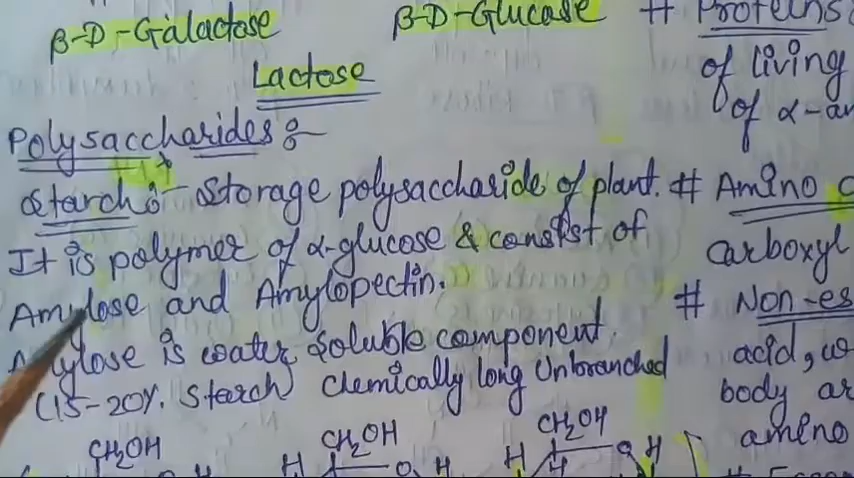 β-D-Galactose
β-D-Glucose
Lactose
Polysaccharides :-
Starch :- Storage polysaccharide of plant.
It is polymer of α-glucose & consist of
Amylose and Amylopectin.
is water soluble component.
(15-20%. Starch) chemically long Unbranched
CH2OH
CH2OH
CH2OH
H
O
H
H
H
O
H
# Proteins
of living
of α-
# Amino
Carboxyl
# Non-es
acid,
body
amino